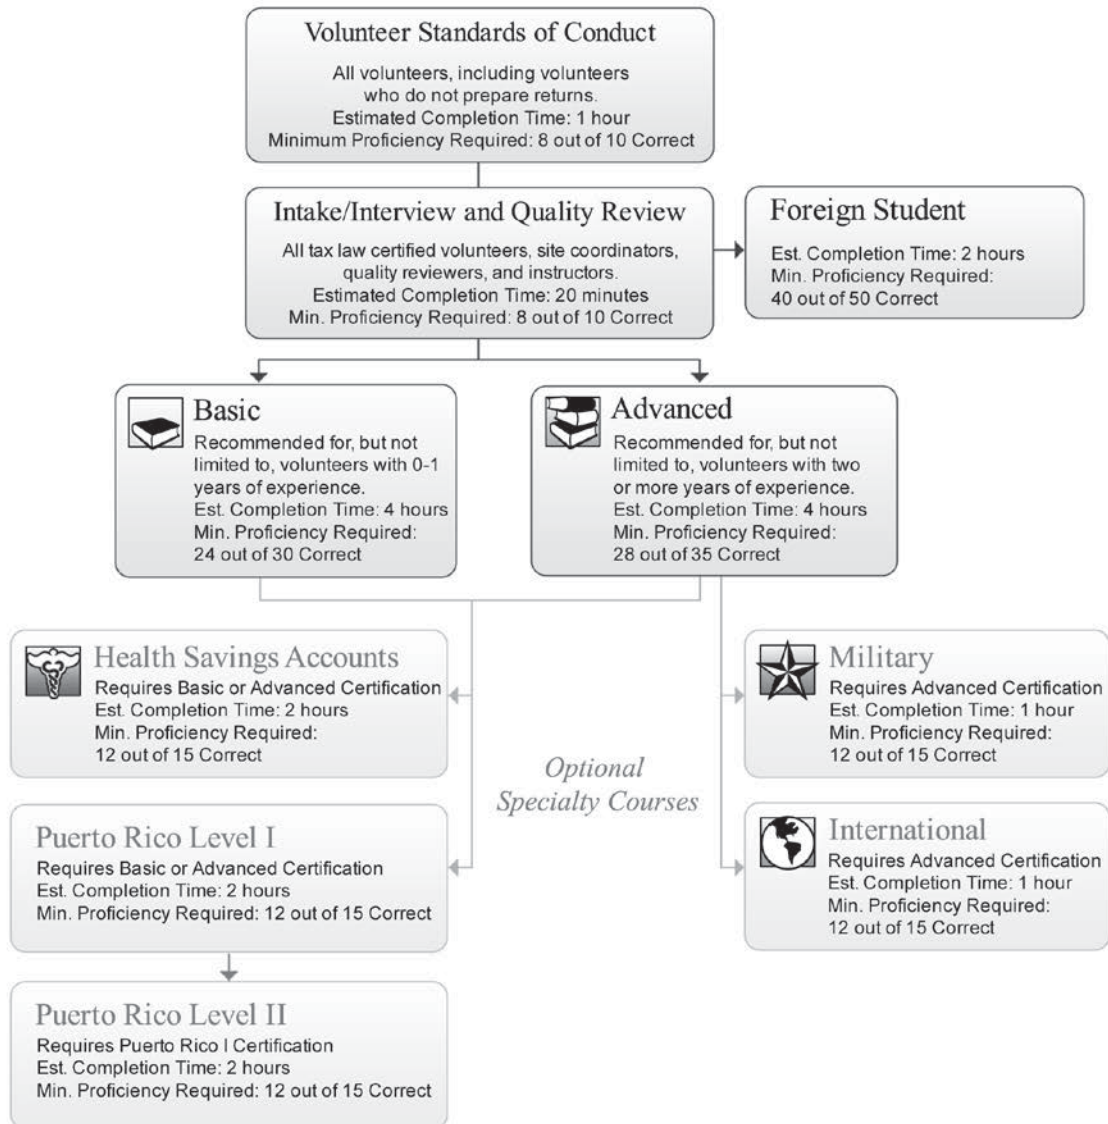 Volunteer Standards of Conduct
All volunteers, including volunteers
who do not prepare returns.
Estimated Completion Time: 1 hour
Minimum Proficiency Required: 8 out of 10 Correct
Intake/Interview and Quality Review
All tax law certified volunteers, site coordinators,
quality reviewers, and instructors.
Estimated Completion Time: 20 minutes
Min. Proficiency Required: 8 out of 10 Correct
Foreign Student
Est. Completion Time: 2 hours
Min. Proficiency Required:
40 out of 50 Correct
Basic
Recommended for, but not
limited to, volunteers with 0-1
years of experience.
Est. Completion Time: 4 hours
Min. Proficiency Required:
24 out of 30 Correct
Advanced
Recommended for, but not
limited to, volunteers with two
or more years of experience.
Est. Completion Time: 4 hours
Min. Proficiency Required:
28 out of 35 Correct
Health Savings Accounts
Requires Basic or Advanced Certification
Est. Completion Time: 2 hours
Min. Proficiency Required:
12 out of 15 Correct
Military
Requires Advanced Certification
Est. Completion Time: 1 hour
Min. Proficiency Required:
12 out of 15 Correct
Optional
Specialty Courses
Puerto Rico Level I
Requires Basic or Advanced Certification
Est. Completion Time: 2 hours
Min. Proficiency Required: 12 out of 15 Correct
International
Requires Advanced Certification
Est. Completion Time: 1 hour
Min. Proficiency Required:
12 out of 15 Correct
Puerto Rico Level II
Requires Puerto Rico I Certification
Est. Completion Time: 2 hours
Min. Proficiency Required: 12 out of 15 Correct